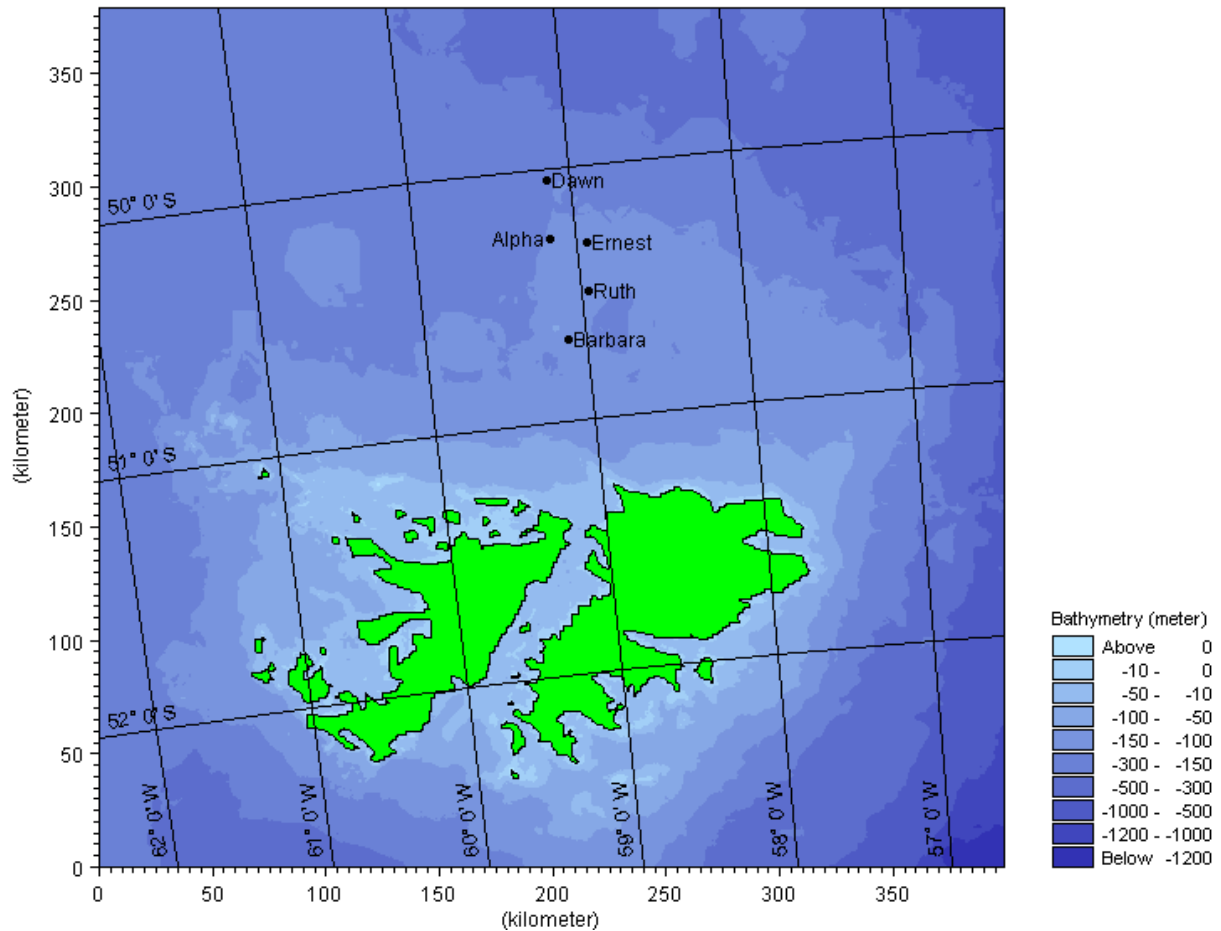 350
300
250
200
150
100
50
0
(kilometer)
50° 0' S
51° 0' S
52° 0' S
Dawn
Alpha
Ernest
Ruth
Barbara
62° 0' W
61° 0' W
60° 0' W
59° 0' W
58° 0' W
57° 0' W
0
50
100
150
200
250
300
350
(kilometer)
Bathymetry (meter)
Above 0
-10 - 0
-50 - -10
-100 - -50
-150 - -100
-300 - -150
-500 - -300
-1000 - -500
-1200 - -1000
Below -1200